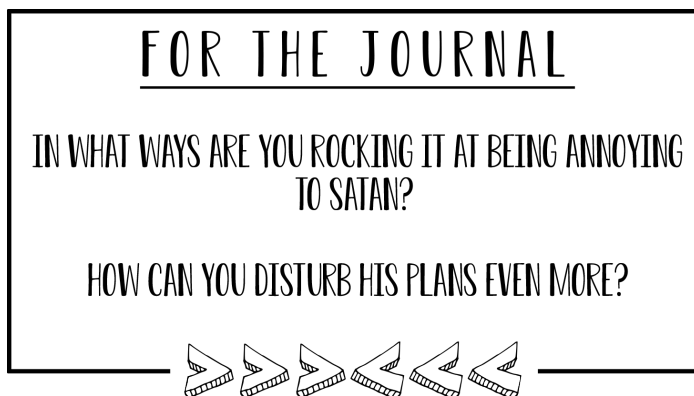 FOR THE JOURNAL
IN WHAT WAYS ARE YOU ROCKING IT AT BEING ANNOYING
TO SATAN?
HOW CAN YOU DISTURB HIS PLANS EVEN MORE?